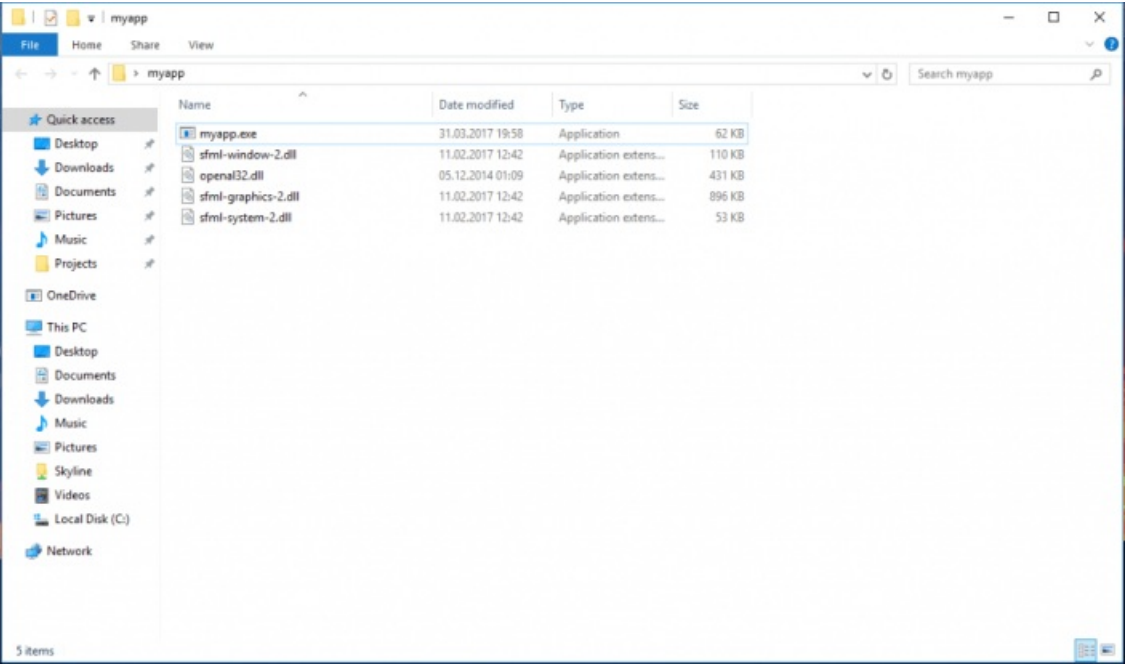 myapp
File Home Share View
myapp Search myapp
Name Date modified Type Size
Quick access
Desktop
Downloads
Documents
Pictures
Music
Projects
OneDrive
This PC
Desktop
Documents
Downloads
Music
Pictures
Skyline
Videos
Local Disk (C:)
Network
myapp.exe 31.03.2017 19:58 Application 62 KB
sfml-window-2.dll 11.02.2017 12:42 Application extens... 110 KB
openal32.dll 05.12.2014 01:09 Application extens... 431 KB
sfml-graphics-2.dll 11.02.2017 12:42 Application extens... 896 KB
sfml-system-2.dll 11.02.2017 12:42 Application extens... 53 KB
5 items